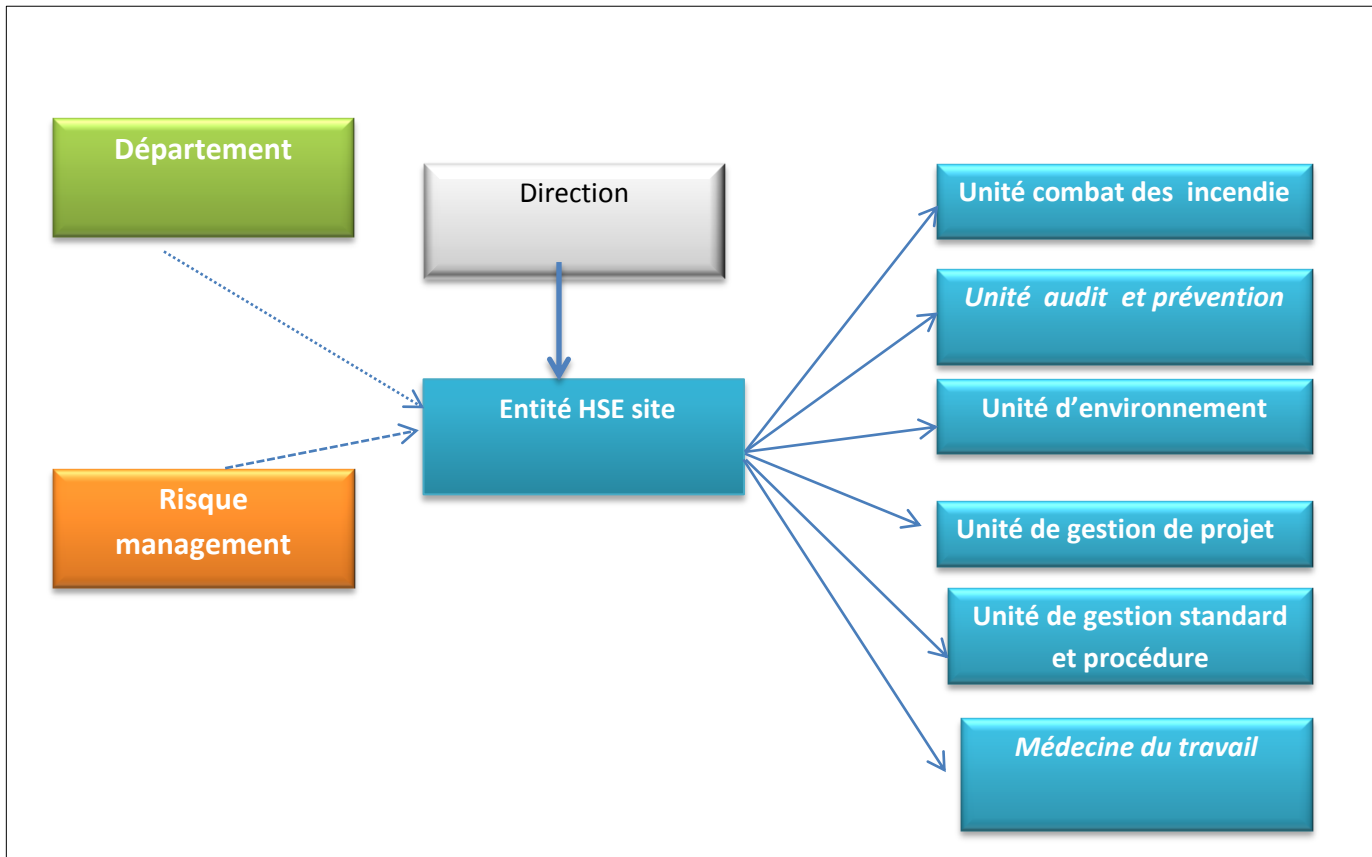 Département
Direction
Entité HSE site
Risque
management
Unité combat des  incendie
Unité  audit  et prévention
Unité d’environnement
Unité de gestion de projet
Unité de gestion standard
et procédure
Médecine du travail